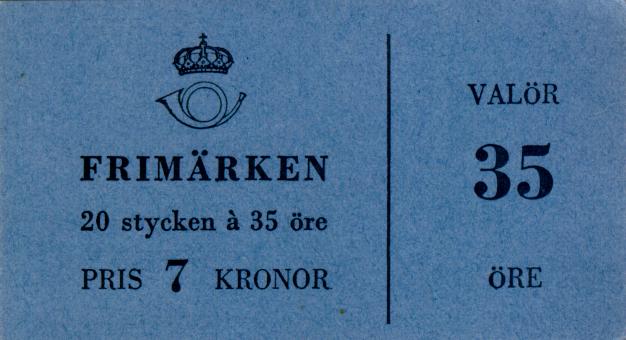 FRIMÄRKEN
20 stycken à 35 öre
PRIS 7 KRONOR
VALÖR
35
ÖRE